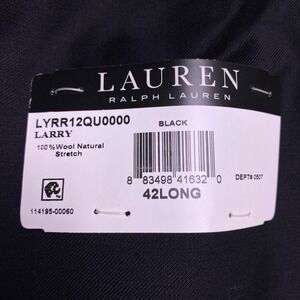 LAUREN
RALPH LAUREN
LYRR12QU0000
BLACK
LARRY
100%Wool Natural
Stretch
8 83498 41632 0
DEPT# 0507
42LONG
114195-00060